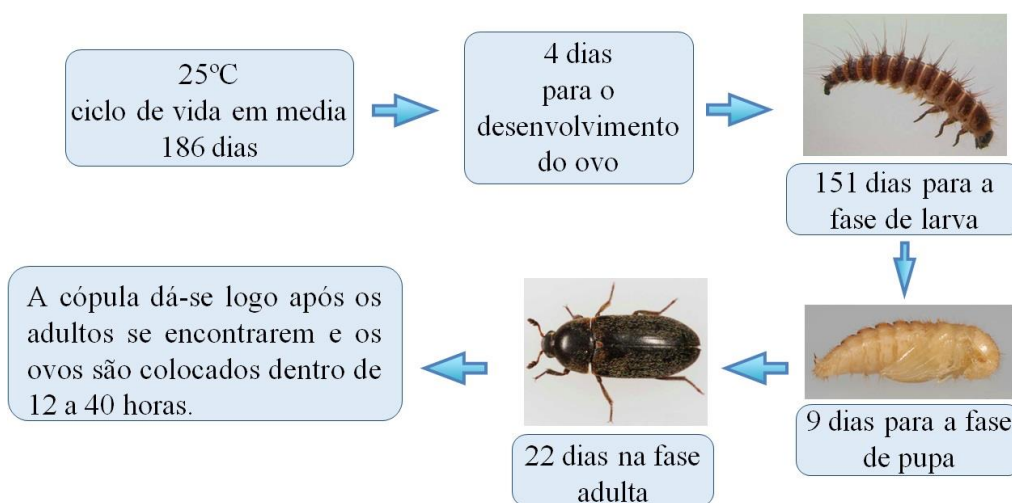 25ºC
ciclo de vida em media
186 dias
4 dias
para o
desenvolvimento
do ovo
151 dias para a
fase de larva
9 dias para a fase
de pupa
22 dias na fase
adulta
A cópula dá-se logo após os
adultos se encontrarem e os
ovos são colocados dentro de
12 a 40 horas.